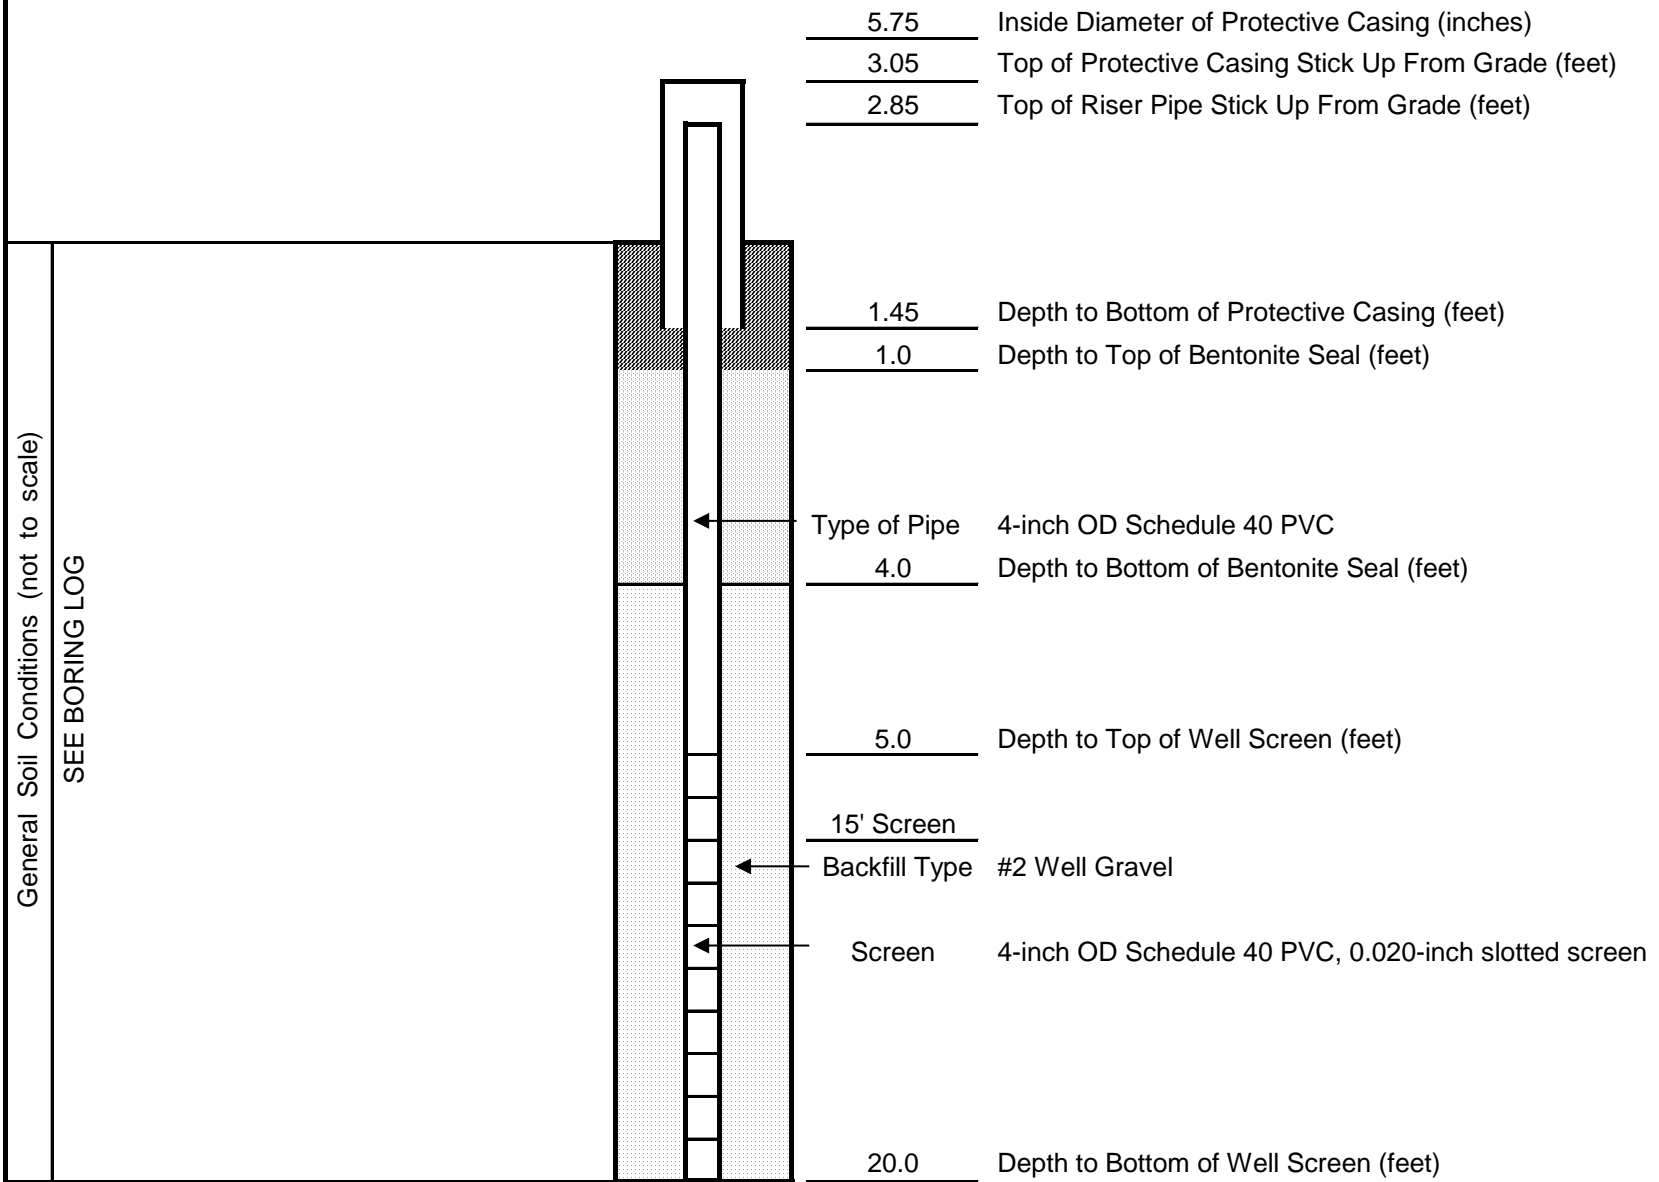 5.75 Inside Diameter of Protective Casing (inches)
3.05 Top of Protective Casing Stick Up From Grade (feet)
2.85 Top of Riser Pipe Stick Up From Grade (feet)
1.45 Depth to Bottom of Protective Casing (feet)
1.0 Depth to Top of Bentonite Seal (feet)
Type of Pipe 4-inch OD Schedule 40 PVC
4.0 Depth to Bottom of Bentonite Seal (feet)
5.0 Depth to Top of Well Screen (feet)
15' Screen
Backfill Type #2 Well Gravel
Screen 4-inch OD Schedule 40 PVC, 0.020-inch slotted screen
20.0 Depth to Bottom of Well Screen (feet)
General Soil Conditions (not to scale)
SEE BORING LOG